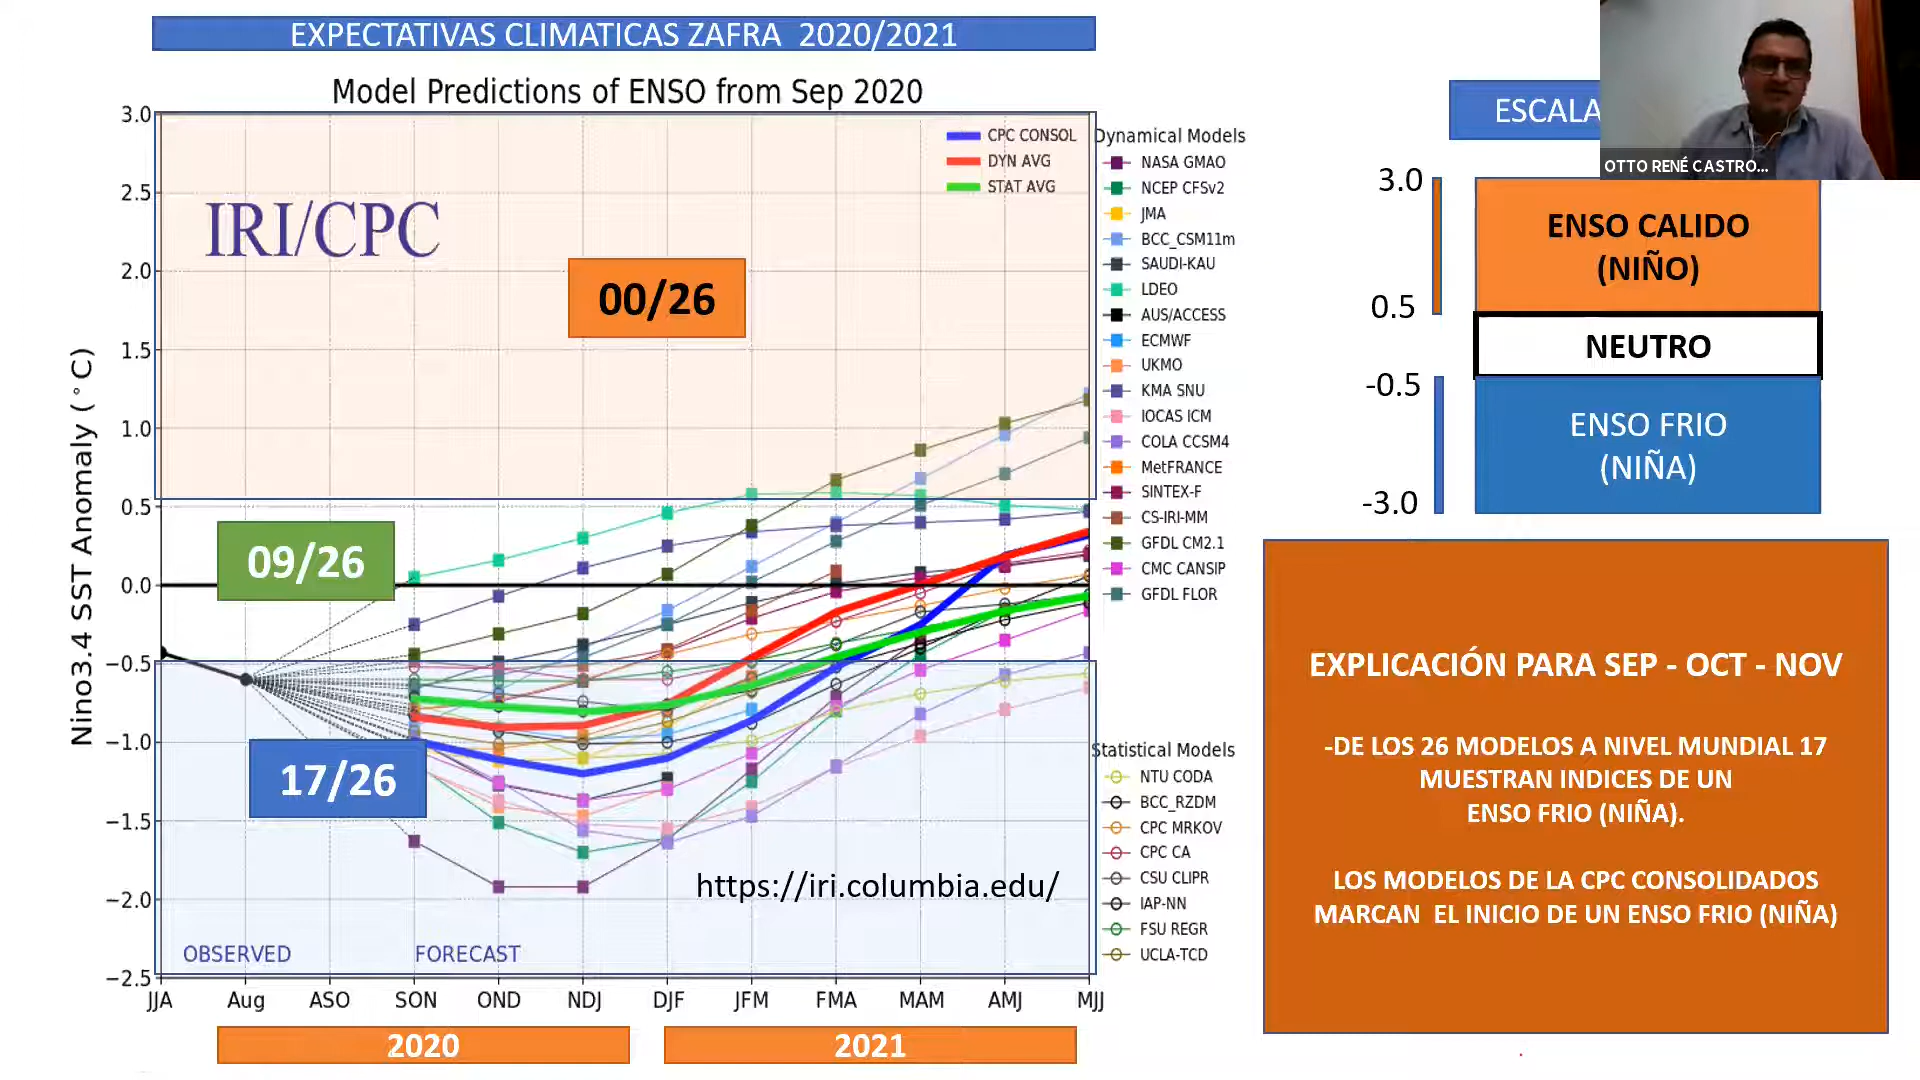 EXPECTATIVAS CLIMATICAS ZAFRA 2020/2021
Model Predictions of ENSO from Sep 2020
CPC CONSOL
DYN AVG
STAT AVG
IRI/CPC
00/26
09/26
17/26
https://iri.columbia.edu/
OBSERVED
FORECAST
Nino3.4 SST Anomaly (°C)
3.0
2.5
2.0
1.5
1.0
0.5
0.0
−0.5
−1.0
−1.5
−2.0
−2.5
JJA Aug ASO SON OND NDJ DJF JFM FMA MAM AMJ MJJ
2020
2021
Dynamical Models
NASA GMAO
NCEP CFSv2
JMA
BCC_CSM11m
SAUDI-KAU
LDEO
AUS/ACCESS
ECMWF
UKMO
KMA SNU
IOCAS ICM
COLA CCSM4
MetFRANCE
SINTEX-F
CS-IRI-MM
GFDL CM2.1
CMC CANSIP
GFDL FLOR
Statistical Models
NTU CODA
BCC_RZDM
CPC MRKOV
CPC CA
CSU CLIPR
IAP-NN
FSU REGR
UCLA-TCD
ESCALA
OTTO RENÉ CASTRO...
3.0
0.5
-0.5
-3.0
ENSO CALIDO
(NIÑO)
NEUTRO
ENSO FRIO
(NIÑA)
EXPLICACIÓN PARA SEP - OCT - NOV
-DE LOS 26 MODELOS A NIVEL MUNDIAL 17
MUESTRAN INDICES DE UN
ENSO FRIO (NIÑA).
LOS MODELOS DE LA CPC CONSOLIDADOS
MARCAN EL INICIO DE UN ENSO FRIO (NIÑA)